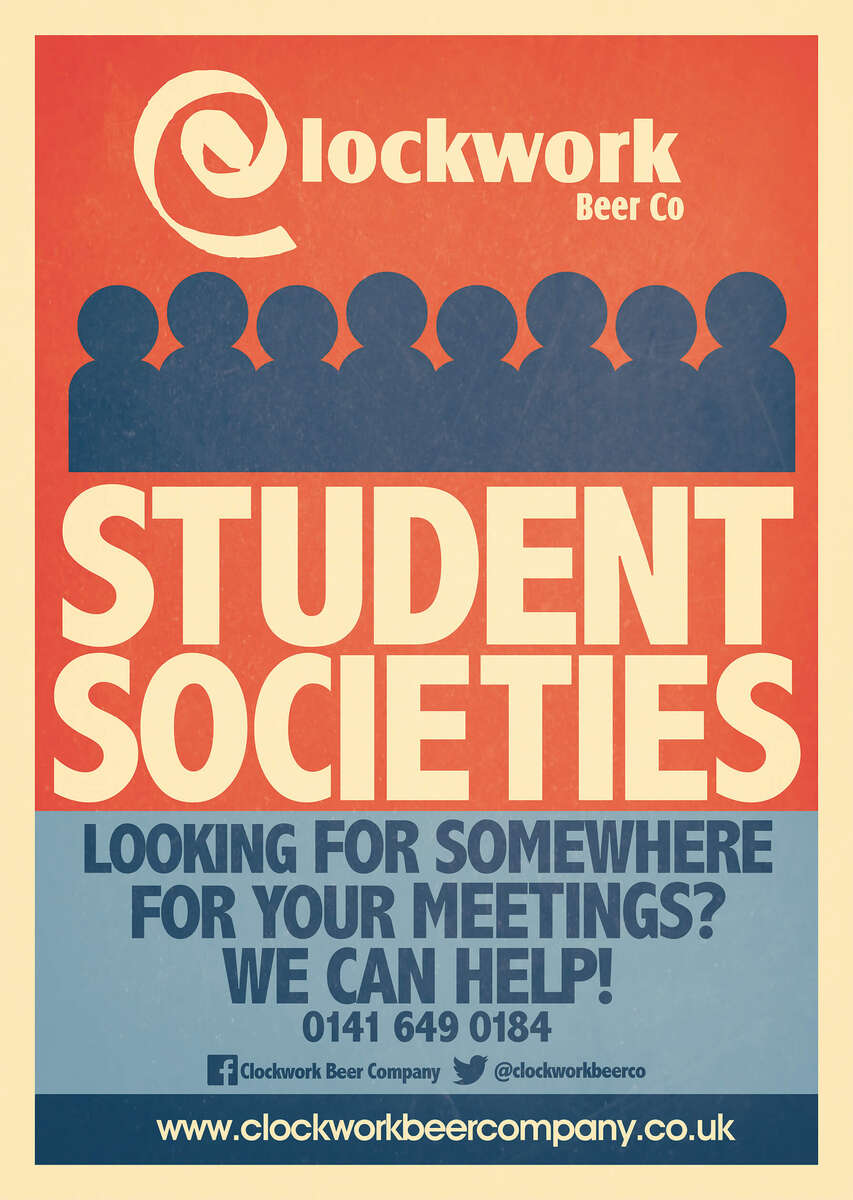 Clockwork
Beer Co
STUDENT
SOCIETIES
LOOKING FOR SOMEWHERE
FOR YOUR MEETINGS?
WE CAN HELP!
0141 649 0184
Clockwork Beer Company @clockworkbeerco
www.clockworkbeercompany.co.uk